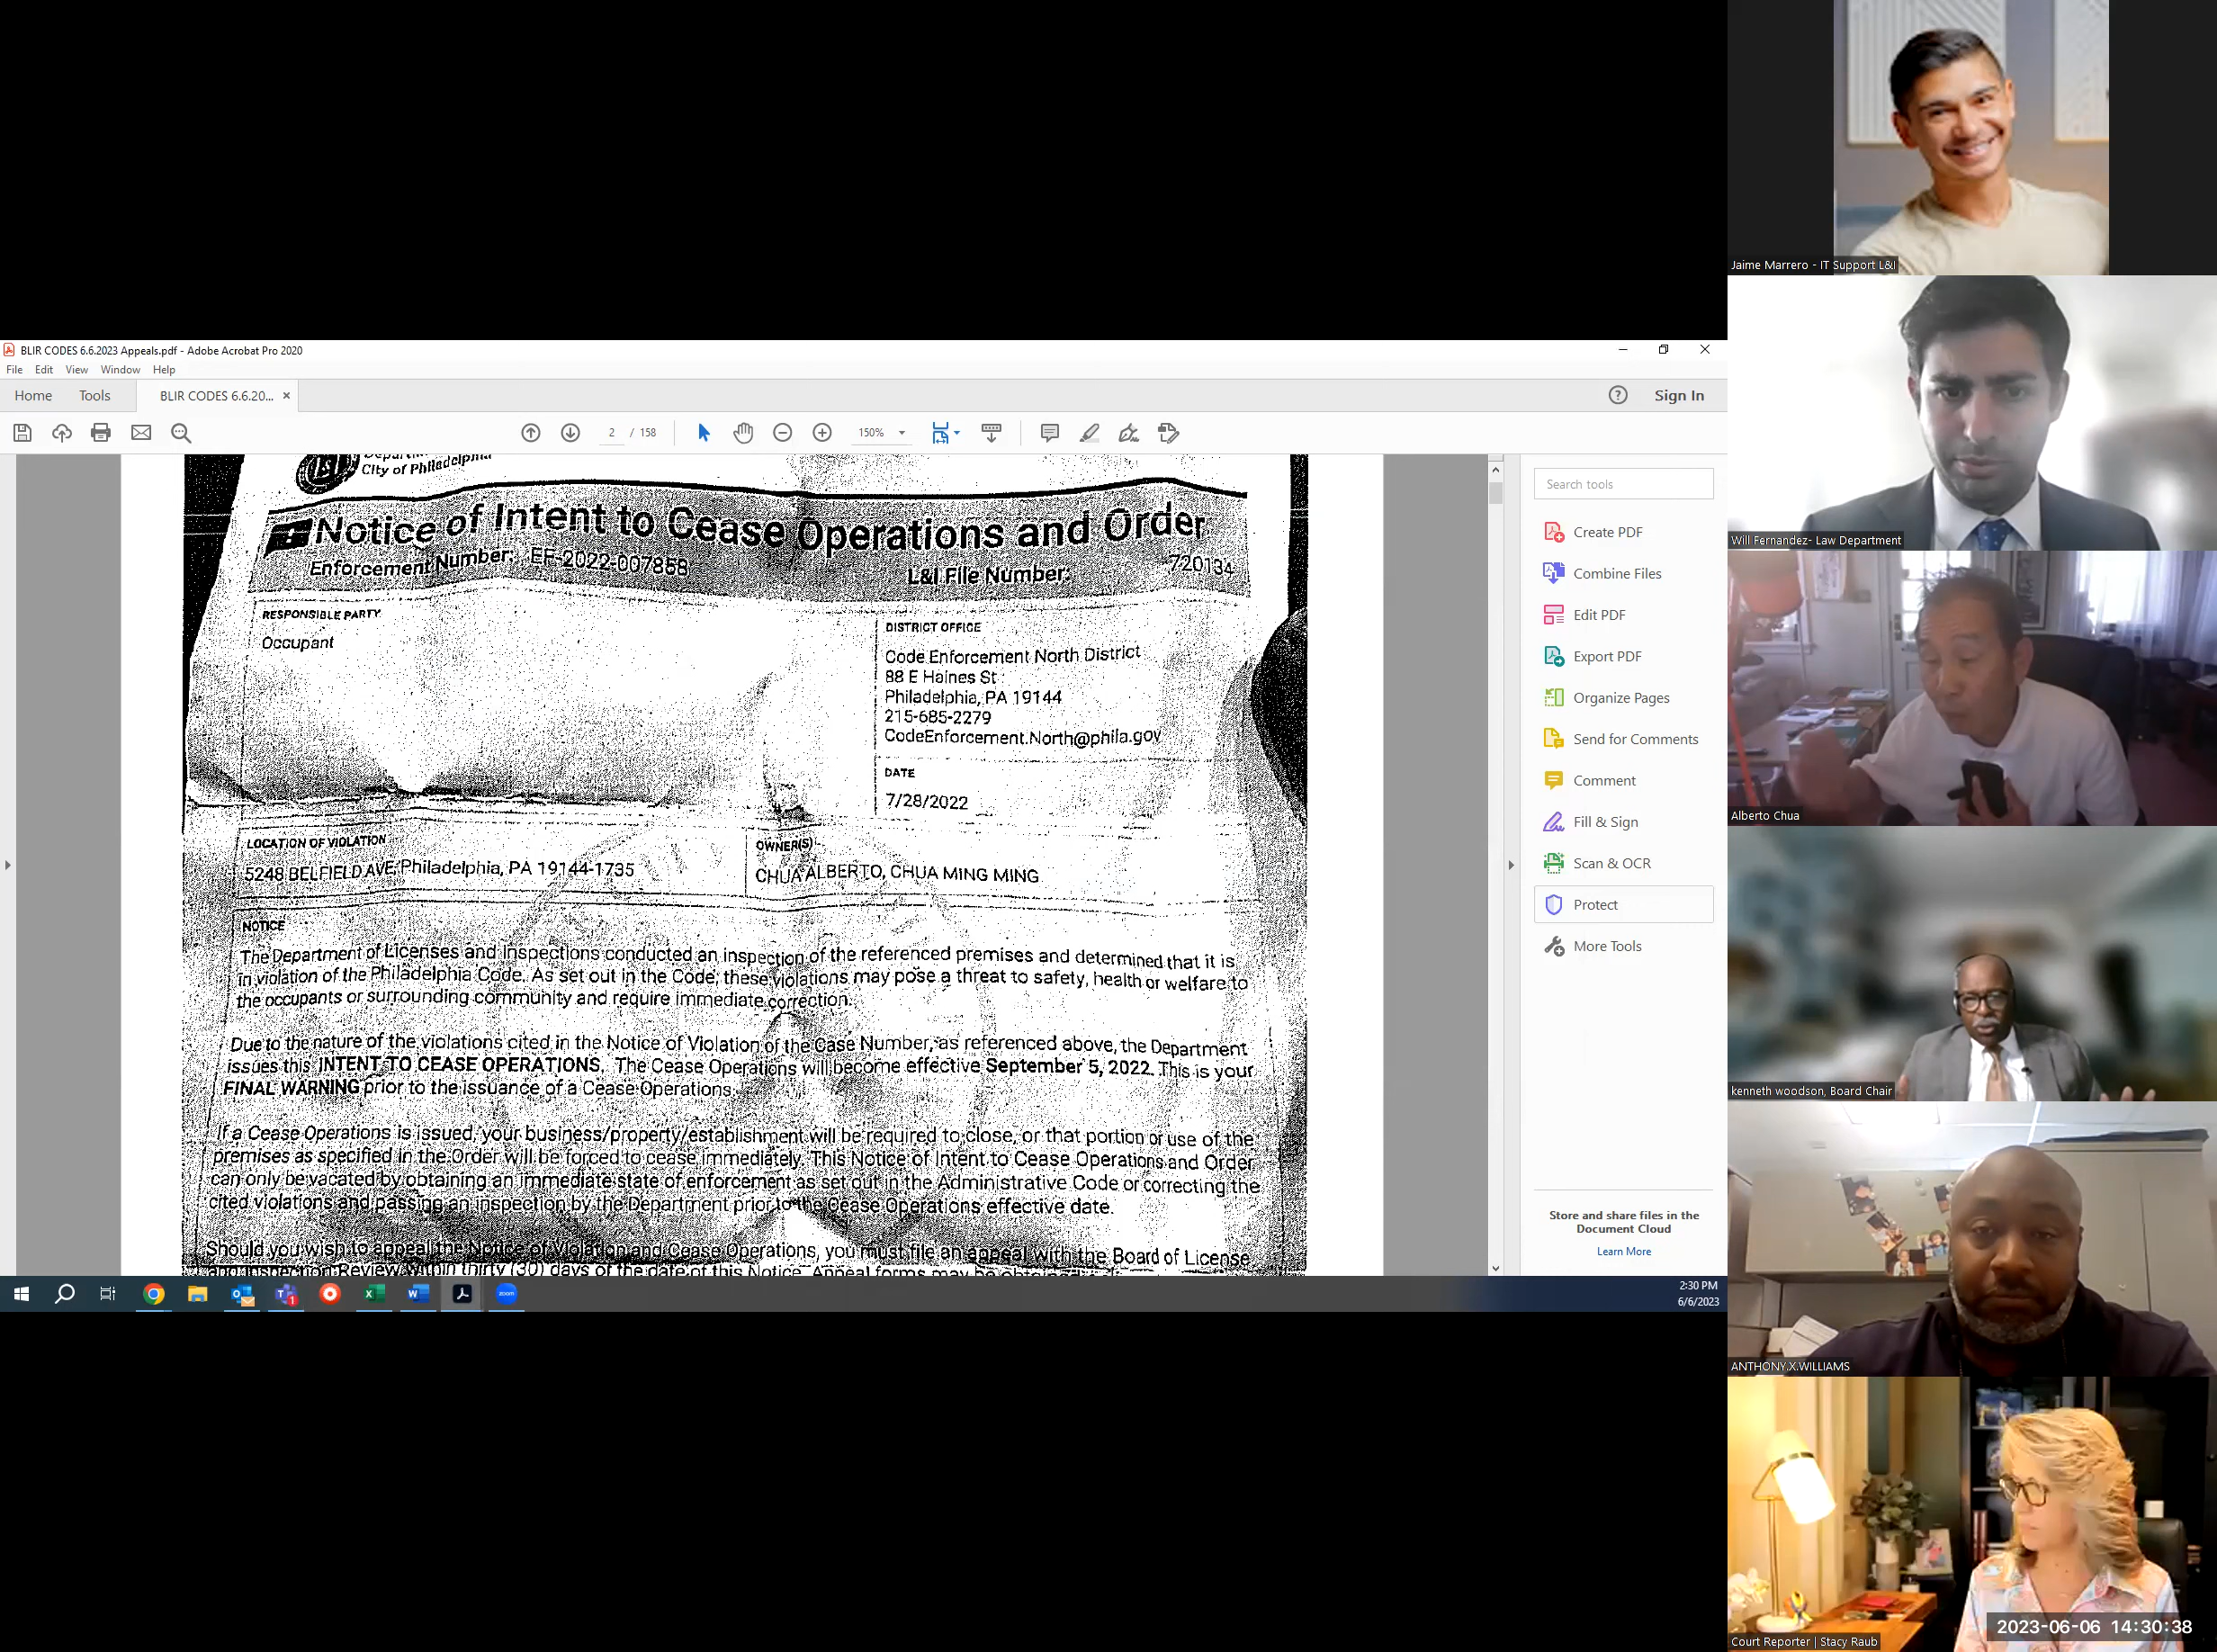 BLIR CODES 6.6.2023 Appeals.pdf - Adobe Acrobat Pro 2020
File Edit View Window Help
Home Tools BLIR CODES 6.6.20... × ? Sign In
2 / 158 150%
City of Philadelphia
Notice of Intent to Cease Operations and Order
Enforcement Number: EF-2022-007858 L&I File Number: 720134
RESPONSIBLE PARTY
Occupant
DISTRICT OFFICE
Code Enforcement North District
88 E Haines St
Philadelphia, PA 19144
215-685-2279
CodeEnforcement.North@phila.gov
DATE
7/28/2022
LOCATION OF VIOLATION
5248 BELFIELD AVE Philadelphia, PA 19144-1735
OWNER(S)
CHUA ALBERTO, CHUA MING MING
NOTICE
The Department of Licenses and Inspections conducted an inspection of the referenced premises and determined that it is
in violation of the Philadelphia Code. As set out in the Code, these violations may pose a threat to safety, health or welfare to
the occupants or surrounding community and require immediate correction.
Due to the nature of the violations cited in the Notice of Violation of the Case Number, as referenced above, the Department
issues this INTENT TO CEASE OPERATIONS. The Cease Operations will become effective September 5, 2022. This is your
FINAL WARNING prior to the issuance of a Cease Operations.
If a Cease Operations is issued, your business/property/establishment will be required to close, or that portion or use of the
premises as specified in the Order will be forced to cease immediately. This Notice of Intent to Cease Operations and Order
can only be vacated by obtaining an immediate state of enforcement as set out in the Administrative Code or correcting the
cited violations and passing an inspection by the Department prior to the Cease Operations effective date.
Should you wish to appeal the Notice of Violation and Cease Operations, you must file an appeal with the Board of License
and Inspection Review within thirty (30) days of the date of this Notice. Appeal forms may be obtained
Search tools
Create PDF
Combine Files
Edit PDF
Export PDF
Organize Pages
Send for Comments
Comment
Fill & Sign
Scan & OCR
Protect
More Tools
Store and share files in the
Document Cloud
Learn More
2:30 PM
6/6/2023
Jaime Marrero - IT Support L&I
Will Fernandez- Law Department
Alberto Chua
kenneth woodson, Board Chair
ANTHONY.X.WILLIAMS
Court Reporter | Stacy Raub
2023-06-06 14:30:38